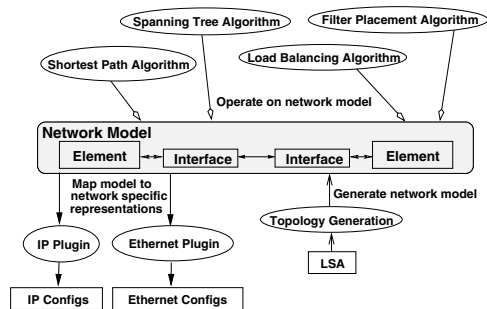 Spanning Tree Algorithm
Filter Placement Algorithm
Shortest Path Algorithm
Load Balancing Algorithm
Operate on network model
Network Model
Element
Interface
Interface
Element
Map model to
network specific
representations
Generate network model
IP Plugin
Ethernet Plugin
Topology Generation
LSA
IP Configs
Ethernet Configs